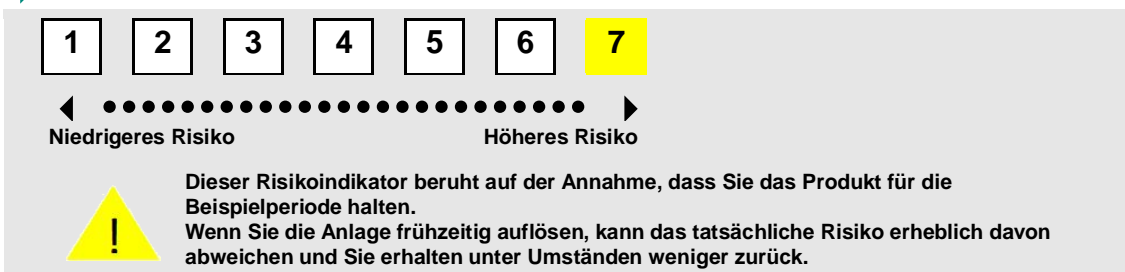 1 2 3 4 5 6 7
Niedrigeres Risiko Höheres Risiko
Dieser Risikoindikator beruht auf der Annahme, dass Sie das Produkt für die
Beispielperiode halten.
Wenn Sie die Anlage frühzeitig auflösen, kann das tatsächliche Risiko erheblich davon
abweichen und Sie erhalten unter Umständen weniger zurück.
!